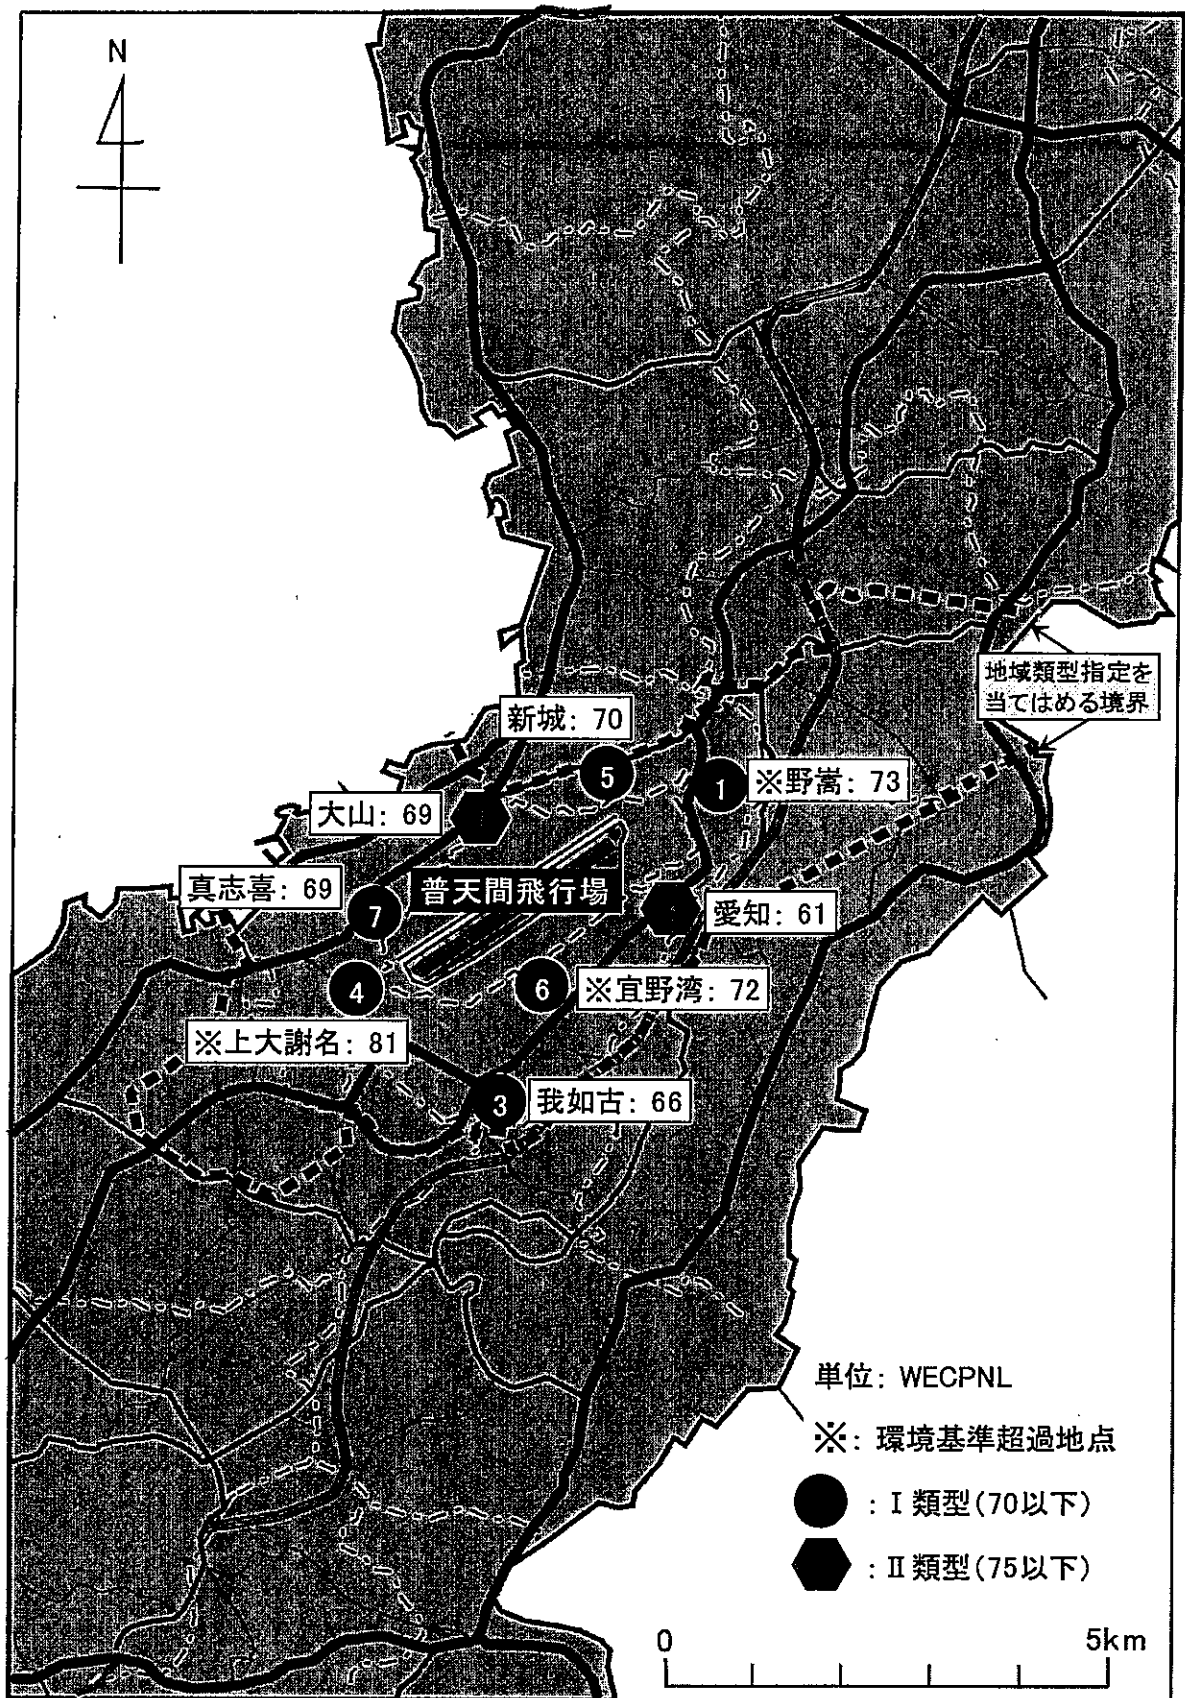 N
地域類型指定を
当てはめる境界
新城: 70
5
1
※野嵩: 73
大山: 69
真志喜: 69
普天間飛行場
7
愛知: 61
4
6
※宜野湾: 72
※上大謝名: 81
3
我如古: 66
単位: WECPNL
※: 環境基準超過地点
: Ⅰ類型(70以下)
: Ⅱ類型(75以下)
0
5km